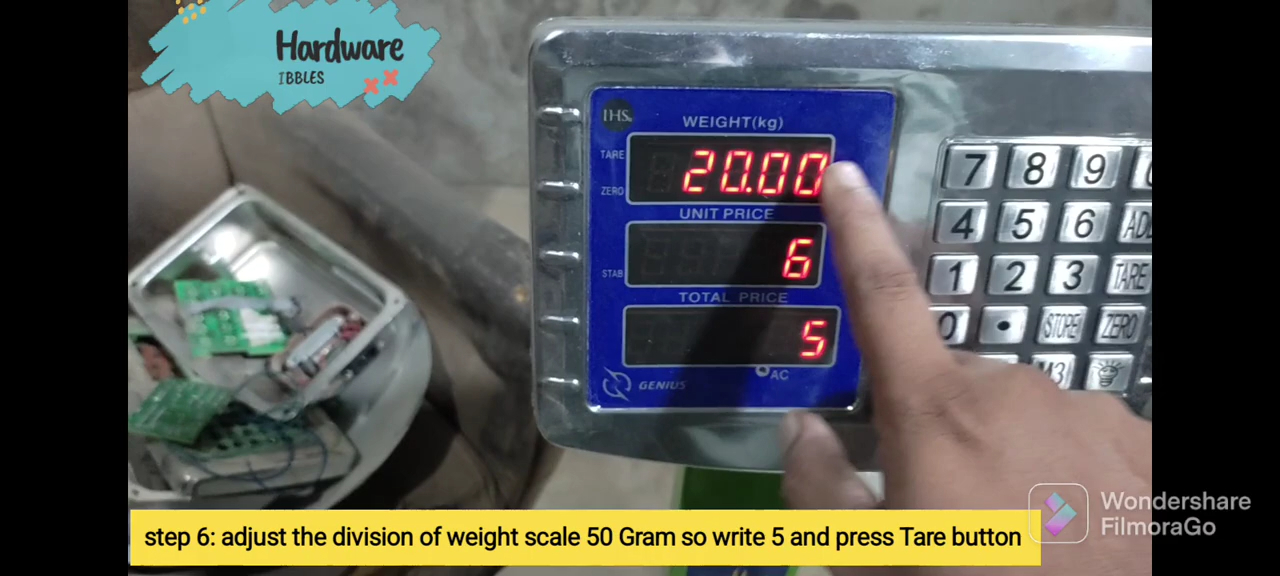 Hardware
IBBLES
IHS
WEIGHT(kg)
TARE
20.00
ZERO
UNIT PRICE
6
STAB
TOTAL PRICE
5
AC
GENIUS
7 8 9
4 5 6 AD
1 2 3 TARE
0 . STORE ZERO
M3
Wondershare
FilmoraGo
step 6: adjust the division of weight scale 50 Gram so write 5 and press Tare button